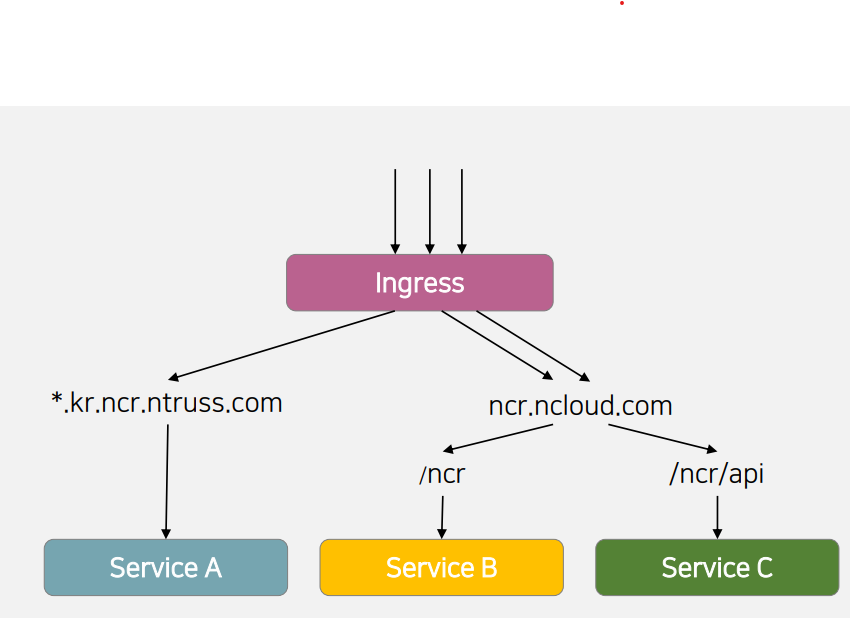 Ingress
*.kr.ncr.ntruss.com
ncr.ncloud.com
/ncr
/ncr/api
Service A
Service B
Service C